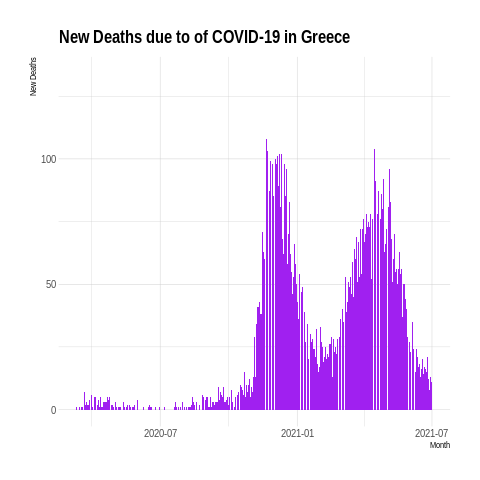 New Deaths due to of COVID-19 in Greece
New Deaths
100
50
0
2020-07
2021-01
2021-07
Month